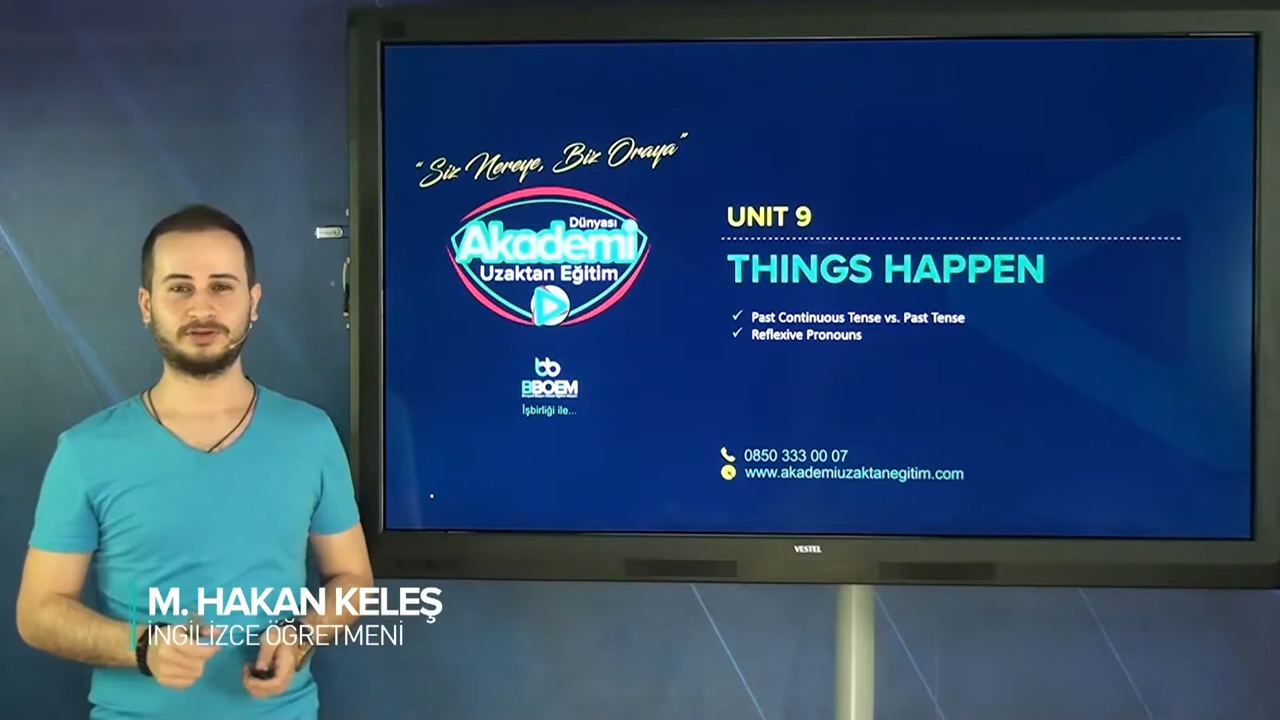 “Siz Nereye, Biz Oraya”
Dünyası
Akademi
Uzaktan Eğitim
bb
BBOEM
İşbirliği ile...
UNIT 9
THINGS HAPPEN
✓ Past Continuous Tense vs. Past Tense
✓ Reflexive Pronouns
0850 333 00 07
www.akademiuzaktanegitim.com
VESTEL
M. HAKAN KELEŞ
İNGİLİZCE ÖĞRETMENİ